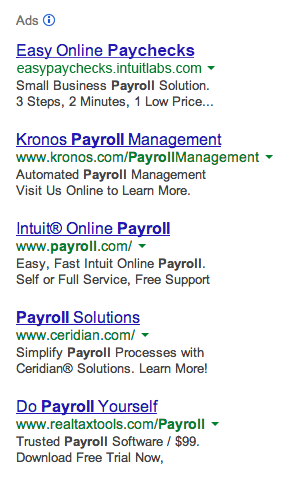 Ads
Easy Online Paychecks
easypaychecks.intuitlabs.com
Small Business Payroll Solution.
3 Steps, 2 Minutes, 1 Low Price...
Kronos Payroll Management
www.kronos.com/PayrollManagement
Automated Payroll Management
Visit Us Online to Learn More.
Intuit® Online Payroll
www.payroll.com/
Easy, Fast Intuit Online Payroll.
Self or Full Service, Free Support
Payroll Solutions
www.ceridian.com/
Simplify Payroll Processes with
Ceridian® Solutions. Learn More!
Do Payroll Yourself
www.realtaxtools.com/Payroll
Trusted Payroll Software / $99.
Download Free Trial Now,